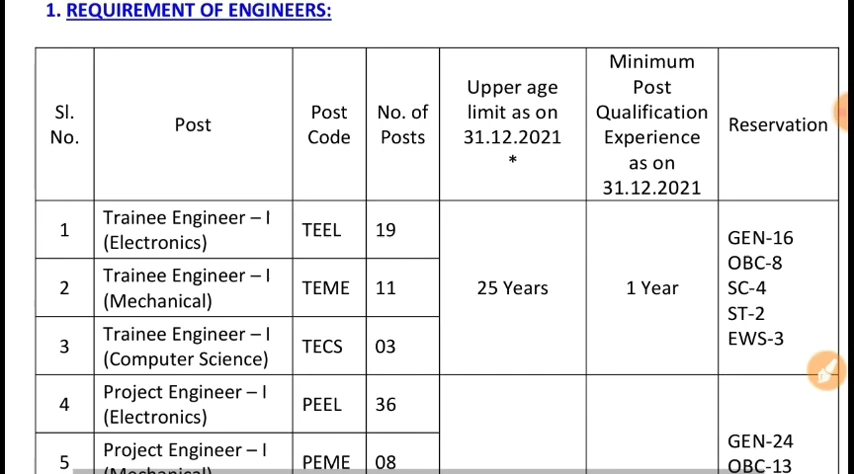 1. REQUIREMENT OF ENGINEERS:
Sl. No. Post Post Code No. of Posts Upper age limit as on 31.12.2021 * Minimum Post Qualification Experience as on 31.12.2021 Reservation
1 Trainee Engineer – I (Electronics) TEEL 19
2 Trainee Engineer – I (Mechanical) TEME 11
3 Trainee Engineer – I (Computer Science) TECS 03
25 Years
1 Year
GEN-16
OBC-8
SC-4
ST-2
EWS-3
4 Project Engineer – I (Electronics) PEEL 36
5 Project Engineer – I (Mechanical) PEME 08
GEN-24
OBC-13